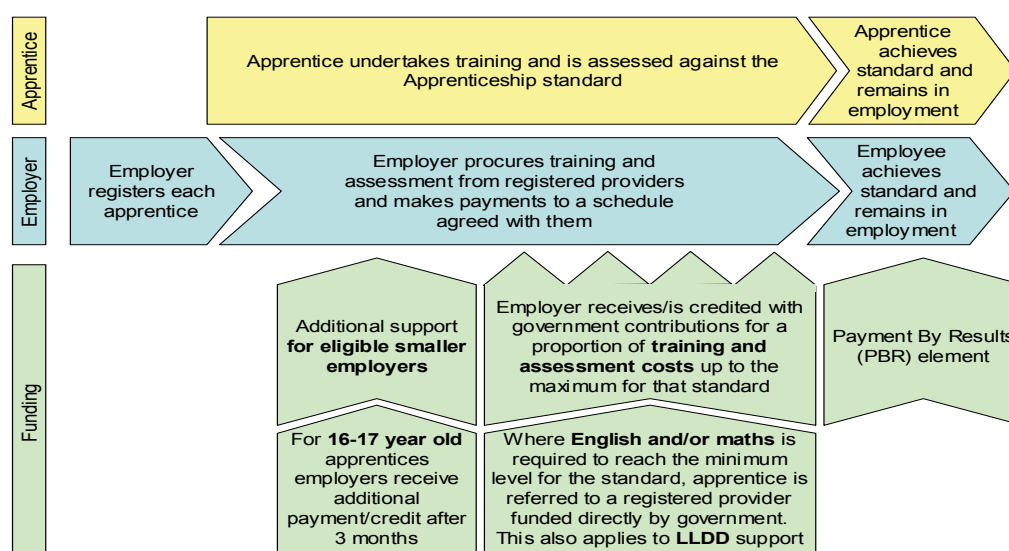 Apprentice
Apprentice undertakes training and is assessed against the
Apprenticeship standard
Apprentice
achieves
standard and
remains in
employment
Employer
Employer
registers each
apprentice
Employer procures training and
assessment from registered providers
and makes payments to a schedule
agreed with them
Employee
achieves
standard and
remains in
employment
Funding
Additional support
for eligible smaller
employers
Employer receives/is credited with
government contributions for a
proportion of training and
assessment costs up to the
maximum for that standard
Payment By Results
(PBR) element
For 16-17 year old
apprentices
employers receive
additional
payment/credit after
3 months
Where English and/or maths is
required to reach the minimum
level for the standard, apprentice is
referred to a registered provider
funded directly by government.
This also applies to LLDD support